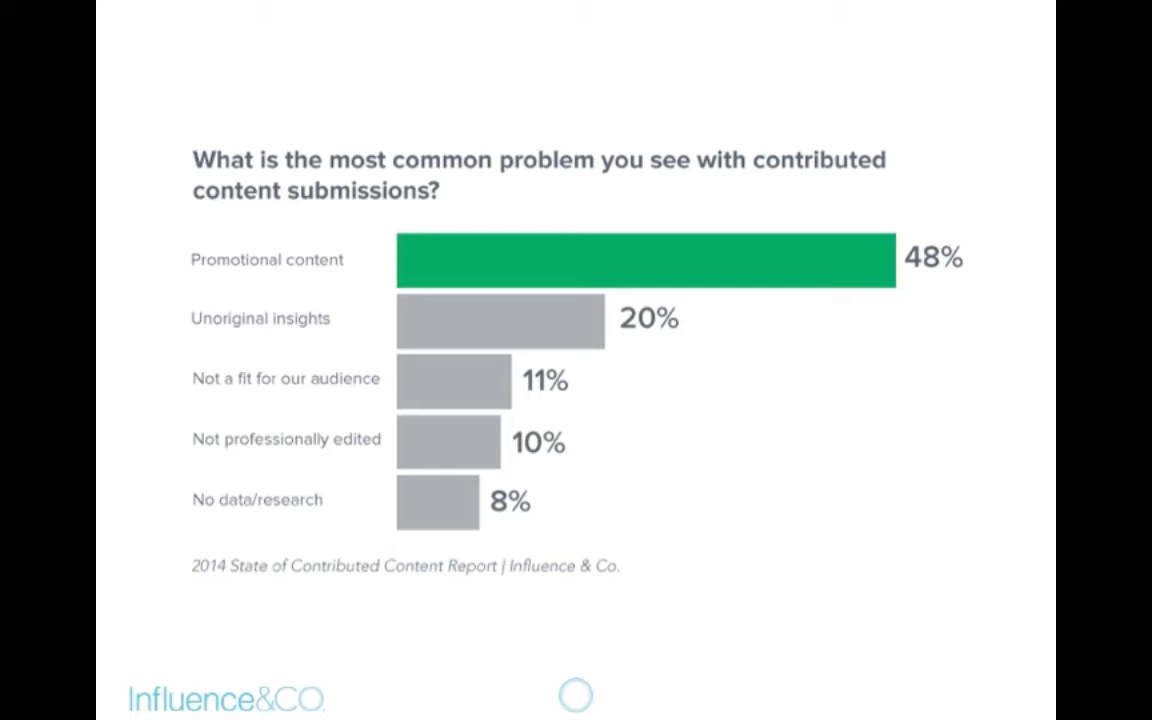 What is the most common problem you see with contributed
content submissions?
Promotional content 48%
Unoriginal insights 20%
Not a fit for our audience 11%
Not professionally edited 10%
No data/research 8%
2014 State of Contributed Content Report | Influence & Co.
Influence&CO.